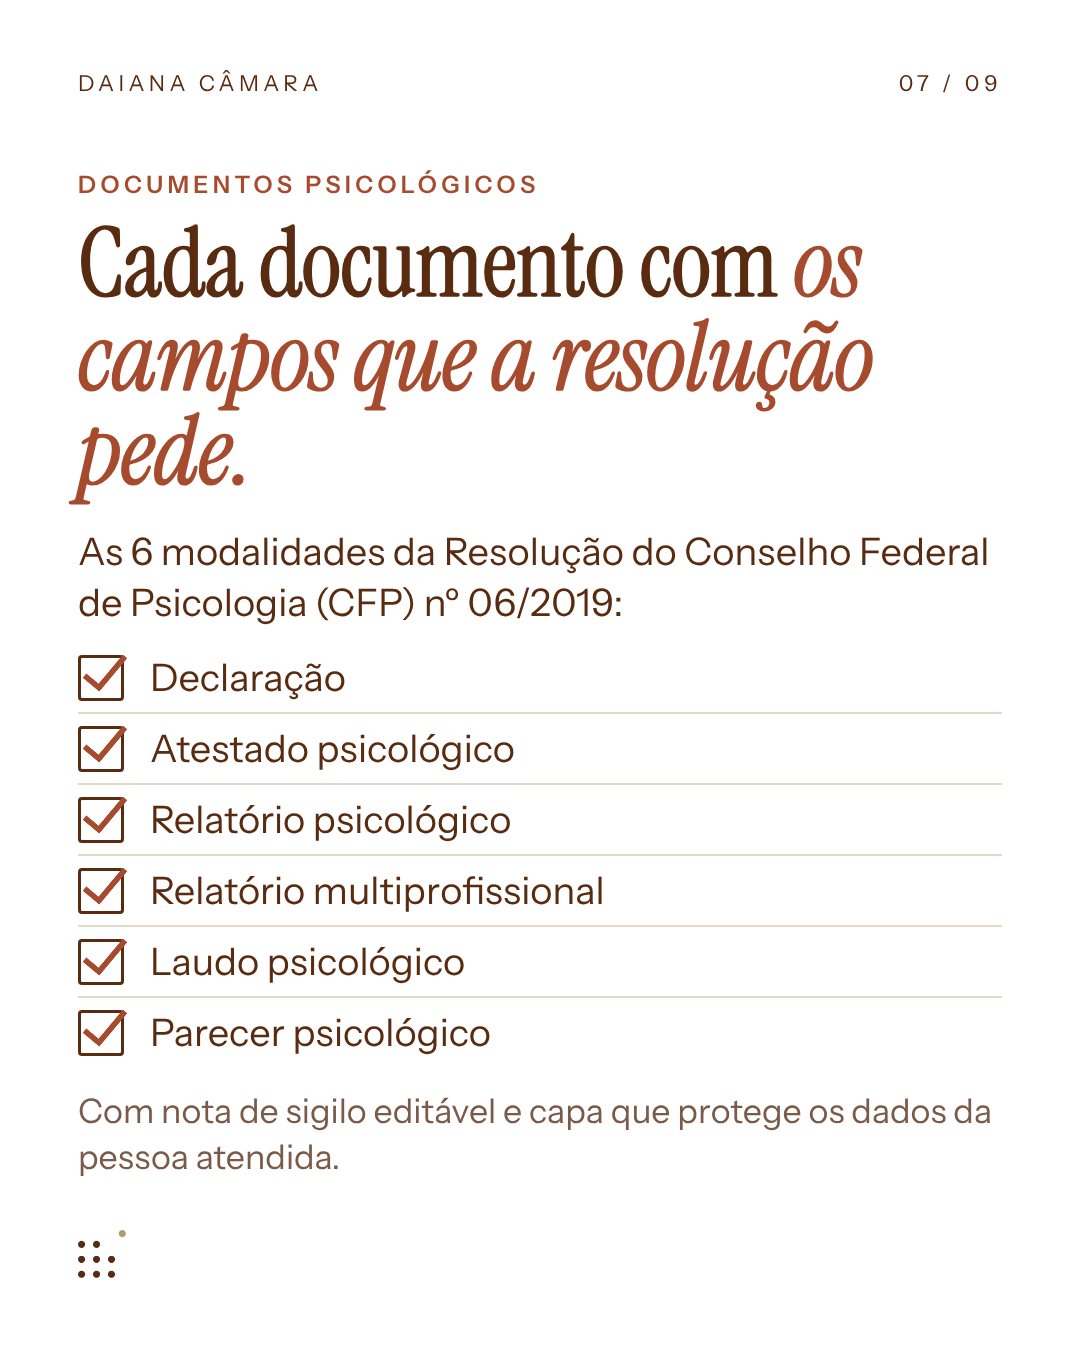 DAIANA CÂMARA
07 / 09
DOCUMENTOS PSICOLÓGICOS
Cada documento com os
campos que a resolução
pede.
As 6 modalidades da Resolução do Conselho Federal
de Psicologia (CFP) nº 06/2019:
Declaração
Atestado psicológico
Relatório psicológico
Relatório multiprofissional
Laudo psicológico
Parecer psicológico
Com nota de sigilo editável e capa que protege os dados da
pessoa atendida.